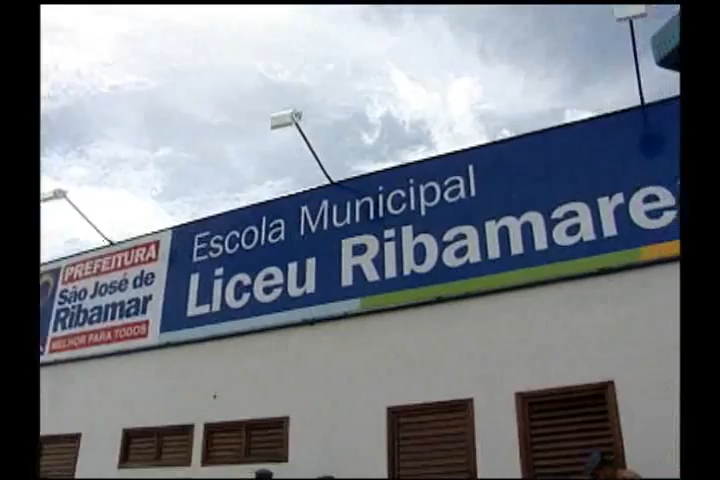 PREFEITURA
São José de
Ribamar
MELHOR PARA TODOS
Escola Municipal
Liceu Ribamare